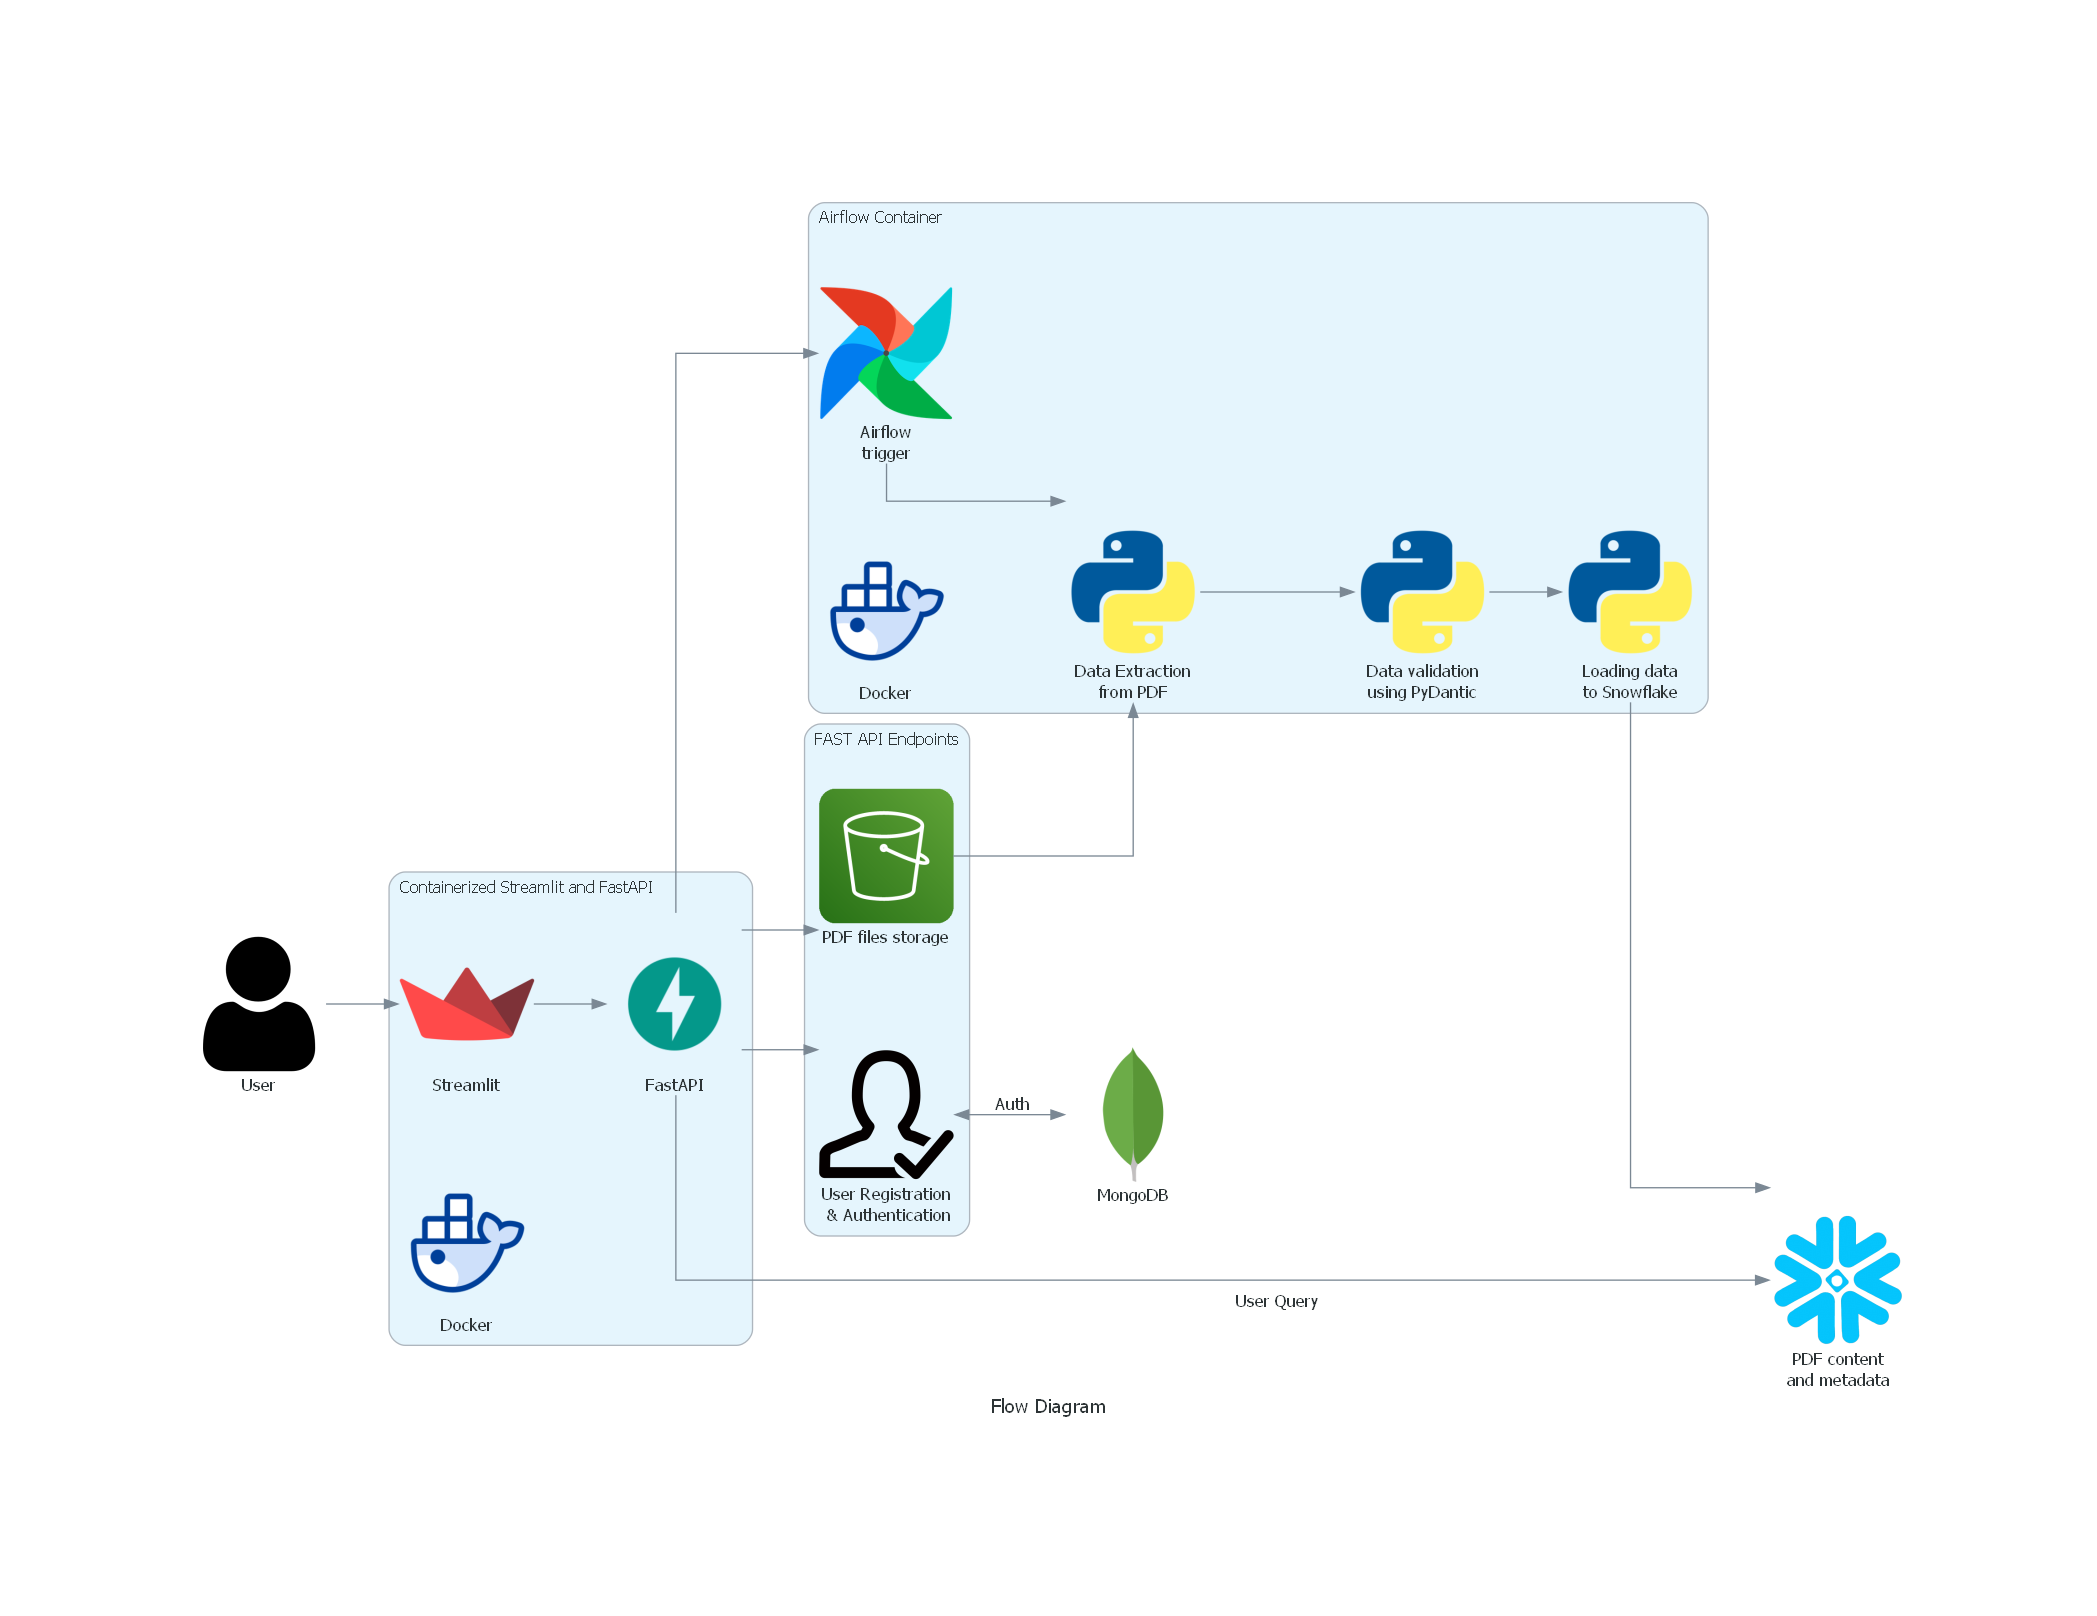 Airflow Container
Airflow
trigger
Docker
Data Extraction
from PDF
Data validation
using PyDantic
Loading data
to Snowflake
FAST API Endpoints
PDF files storage
User Registration
& Authentication
Auth
MongoDB
Containerized Streamlit and FastAPI
User
Streamlit
FastAPI
Docker
User Query
PDF content
and metadata
Flow Diagram